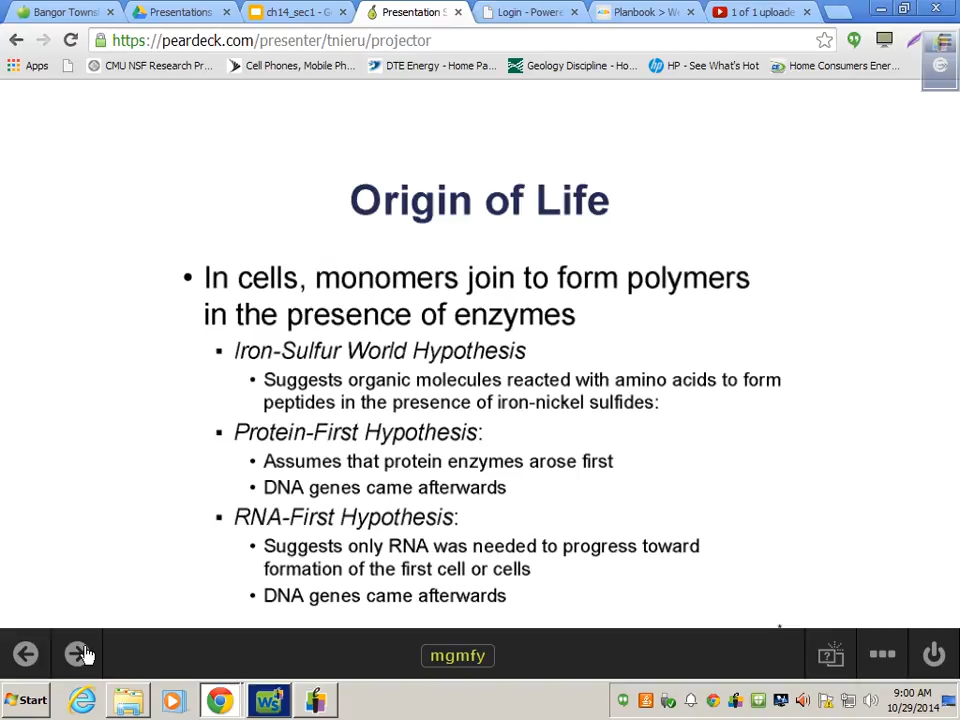 Bangor Towns
Presentations
ch14_sec1 - G
Presentation S
Login - Powe
Planbook > W
1 of 1 uploade
https://peardeck.com/presenter/tnieru/projector
Apps
CMU NSF Research Pr...
Cell Phones, Mobile Ph...
DTE Energy - Home Pa...
Geology Discipline - Ho...
HP - See What's Hot
Home Consumers Ener...
Origin of Life
• In cells, monomers join to form polymers
in the presence of enzymes
▪ Iron-Sulfur World Hypothesis
• Suggests organic molecules reacted with amino acids to form
peptides in the presence of iron-nickel sulfides:
▪ Protein-First Hypothesis:
• Assumes that protein enzymes arose first
• DNA genes came afterwards
▪ RNA-First Hypothesis:
• Suggests only RNA was needed to progress toward
formation of the first cell or cells
• DNA genes came afterwards
mgmfy
Start
9:00 AM
10/29/2014